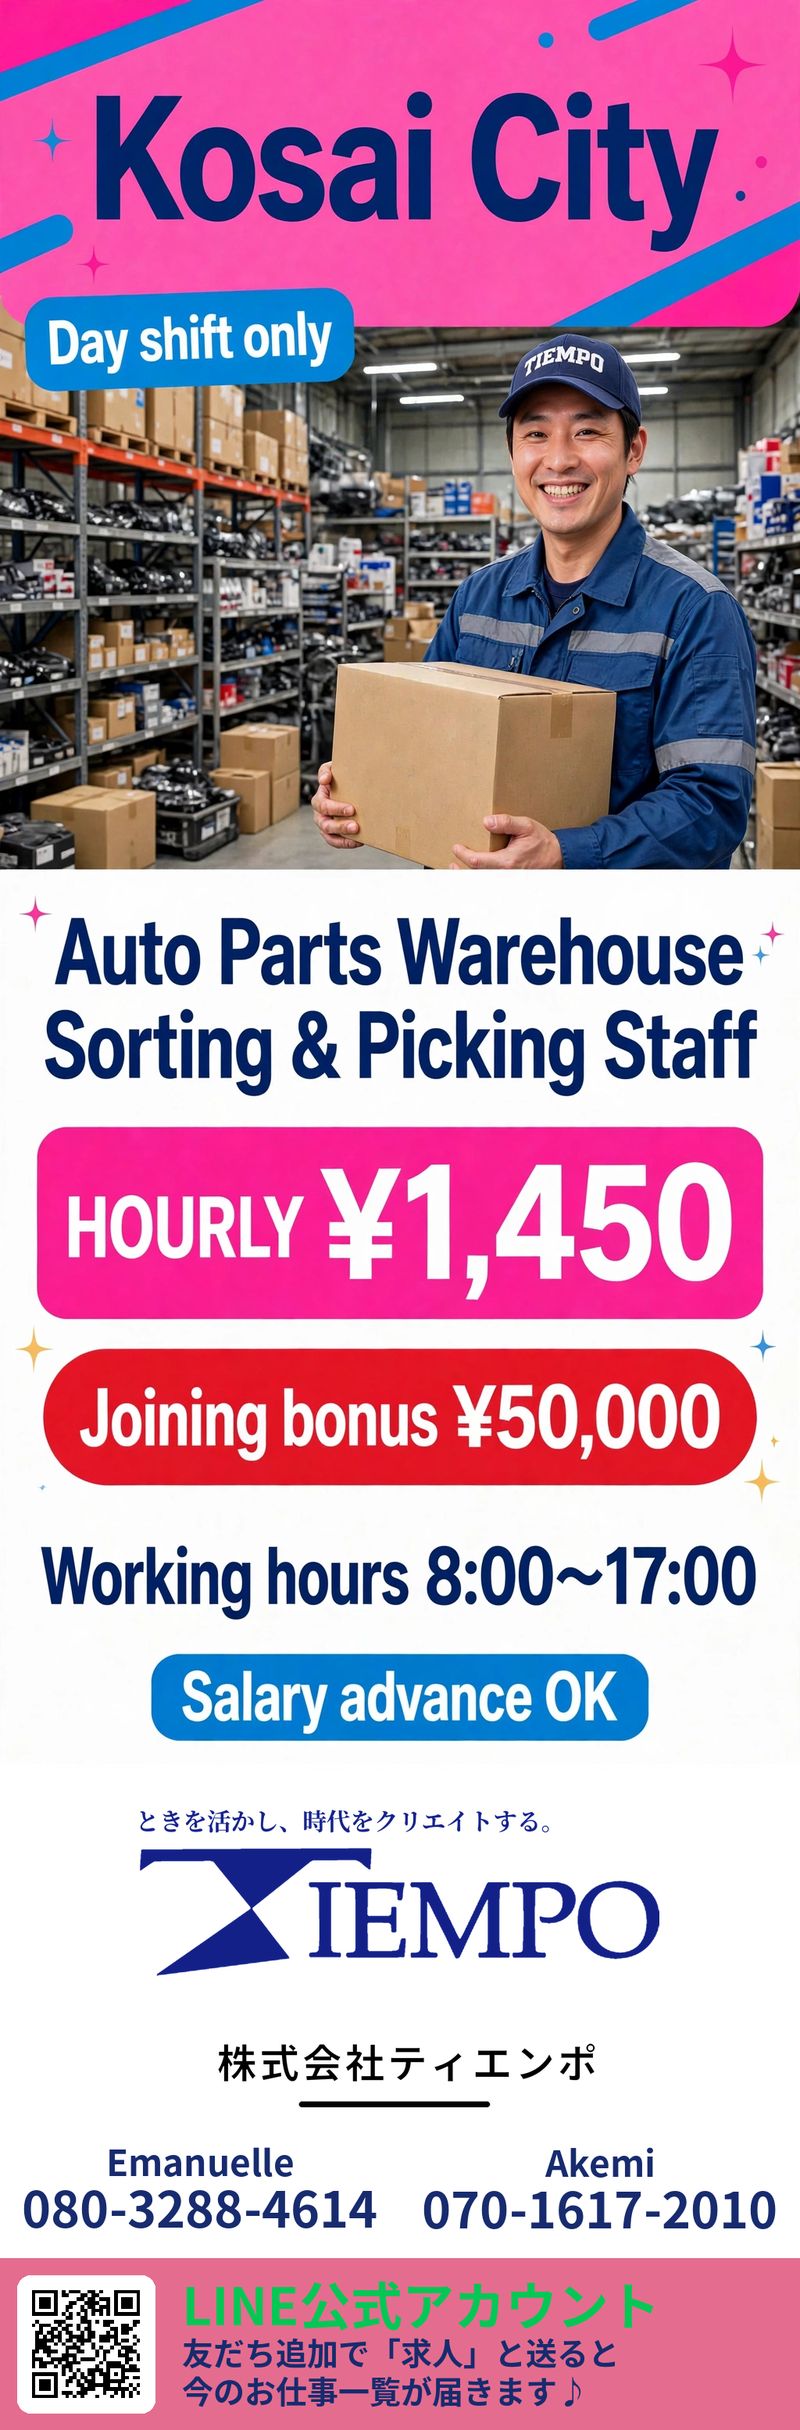 Kosai City
Day shift only
TIEMPO
Auto Parts Warehouse
Sorting & Picking Staff
HOURLY ¥1,450
Joining bonus ¥50,000
Working hours 8:00〜17:00
Salary advance OK
ときを活かし、時代をクリエイトする。
TIEMPO
株式会社ティエンポ
Emanuelle
080-3288-4614
Akemi
070-1617-2010
LINE公式アカウント
友だち追加で「求人」と送ると
今のお仕事一覧が届きます♪